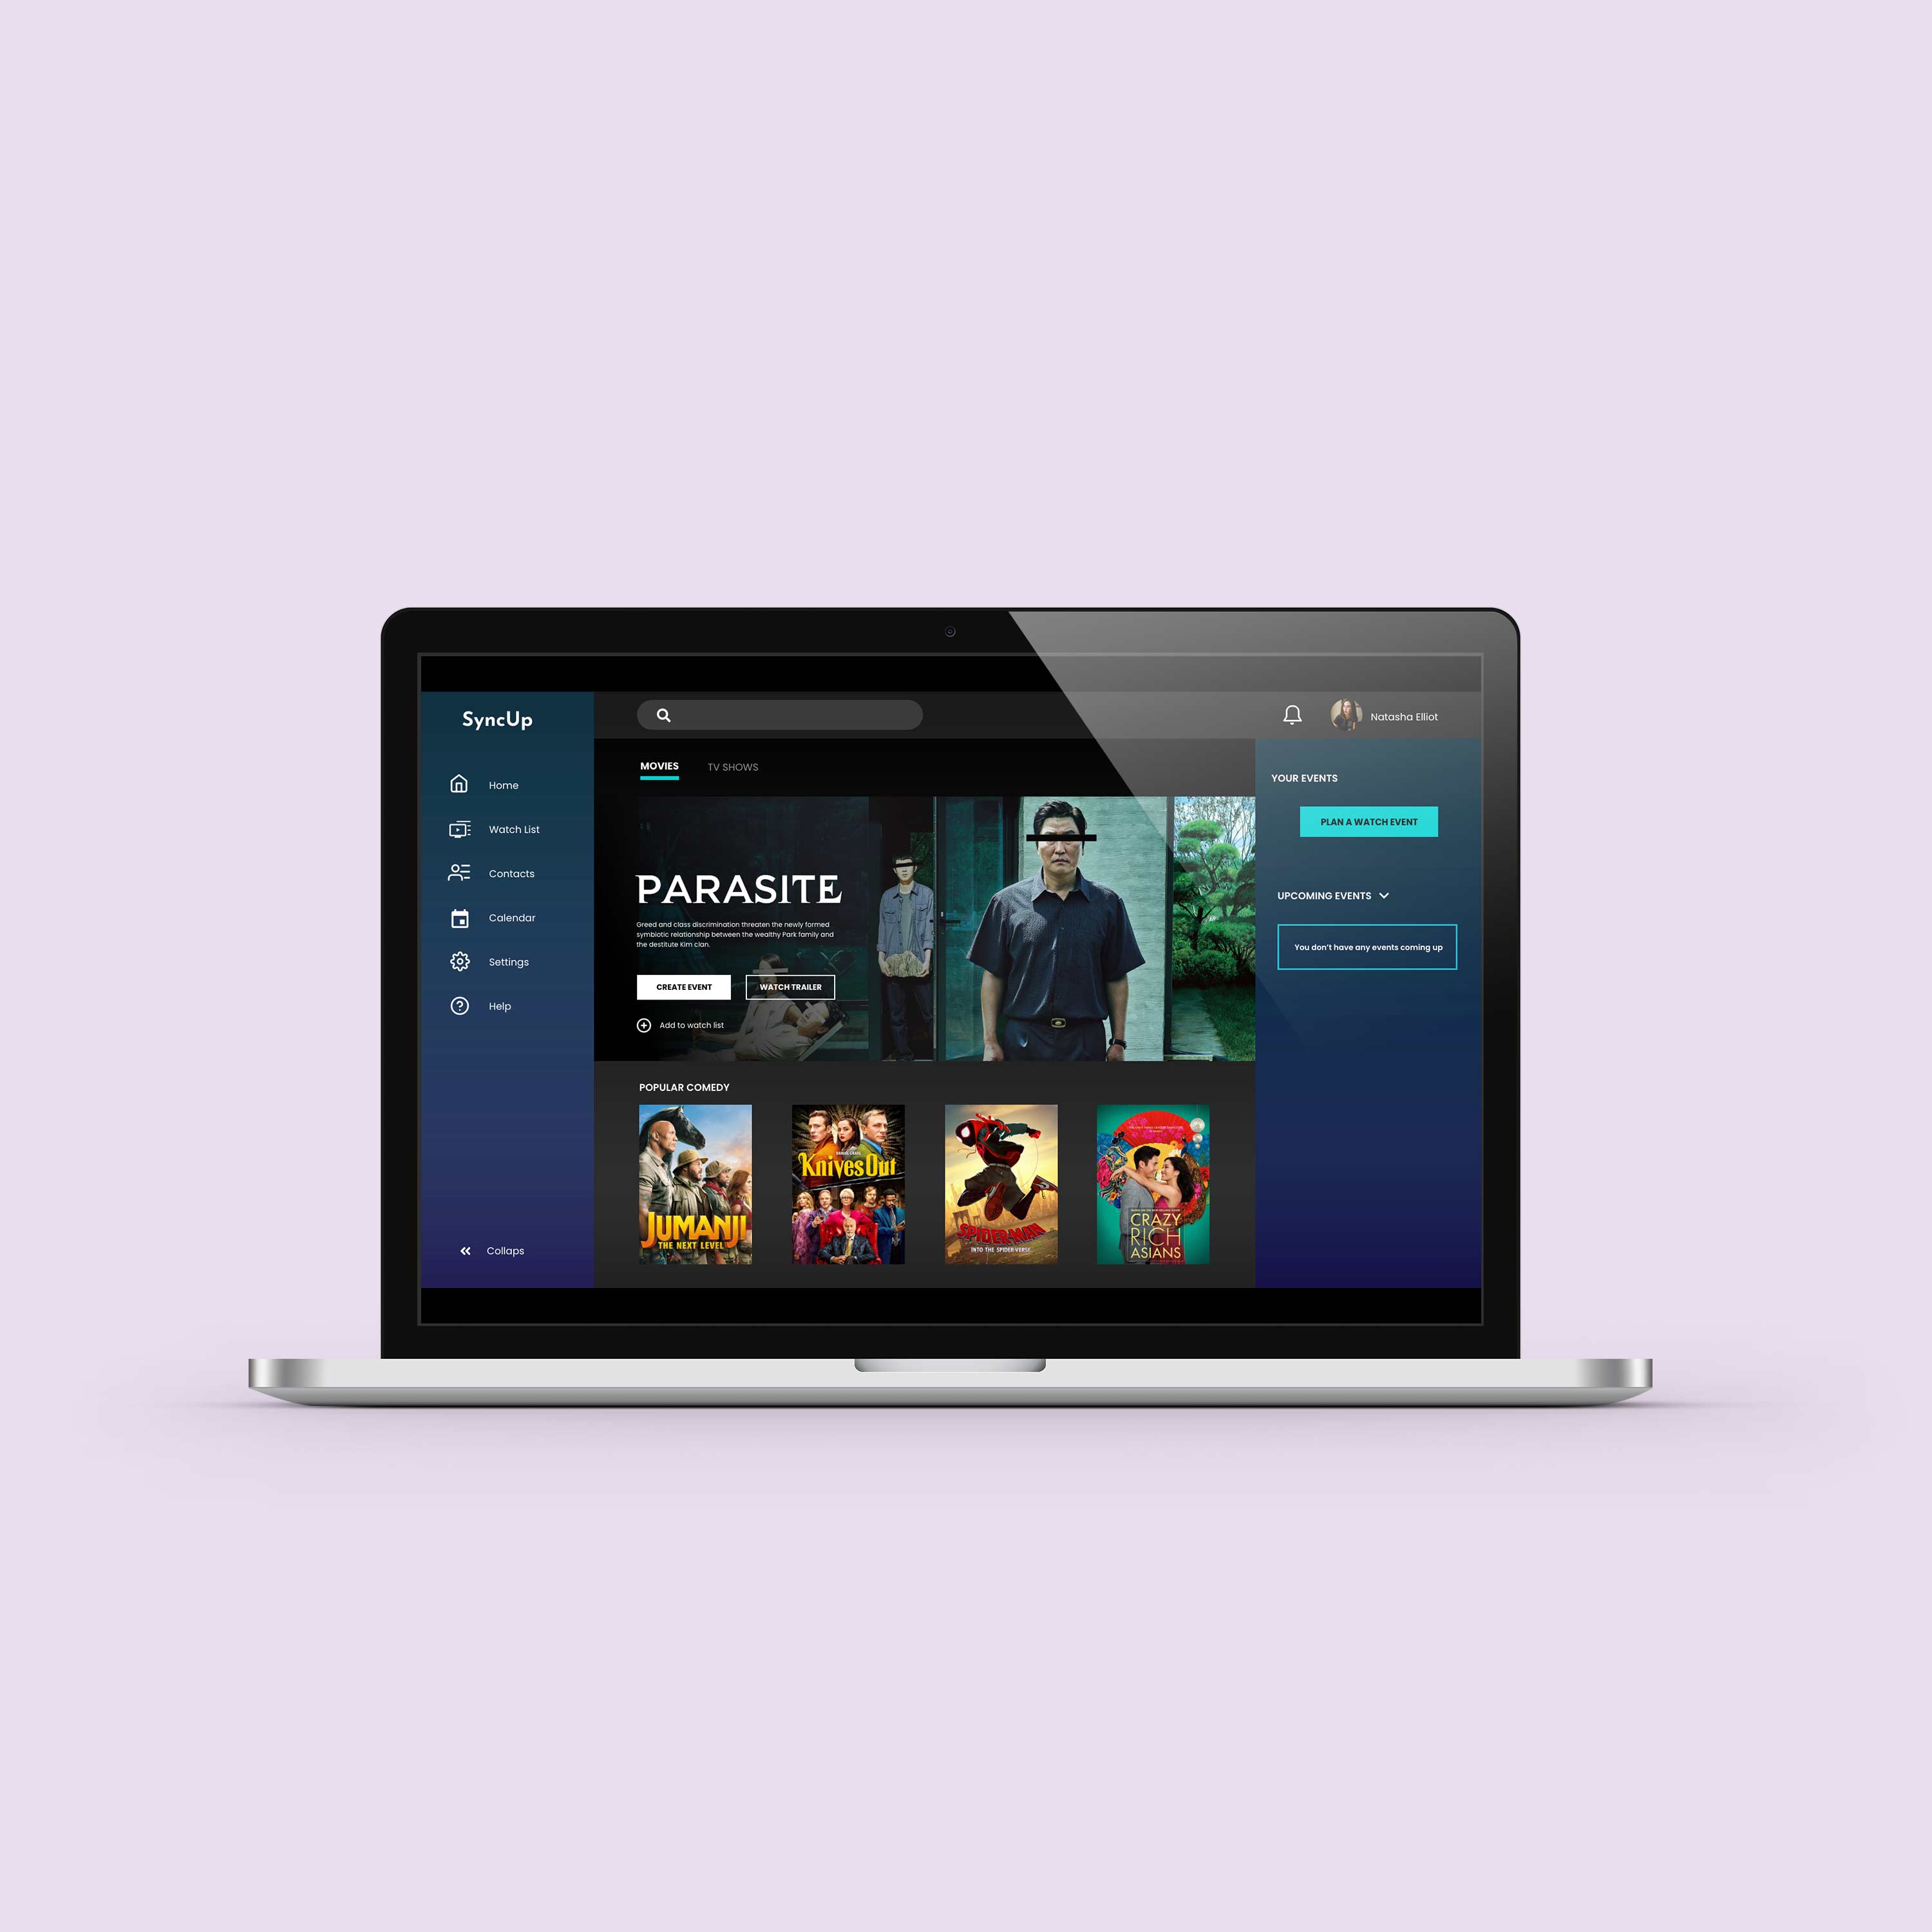 SyncUp
Home
Watch List
Contacts
Calendar
Settings
Help
Collaps
Natasha Elliot
MOVIES
TV SHOWS
PARASITE
Greed and class discrimination threaten the newly formed
symbiotic relationship between the wealthy Park family and
the destitute Kim clan.
CREATE EVENT
WATCH TRAILER
Add to watch list
YOUR EVENTS
PLAN A WATCH EVENT
UPCOMING EVENTS
You don’t have any events coming up
POPULAR COMEDY
JUMANJI
THE NEXT LEVEL
Knives Out
SPIDER-MAN
INTO THE SPIDER-VERSE
CRAZY
RICH
ASIANS